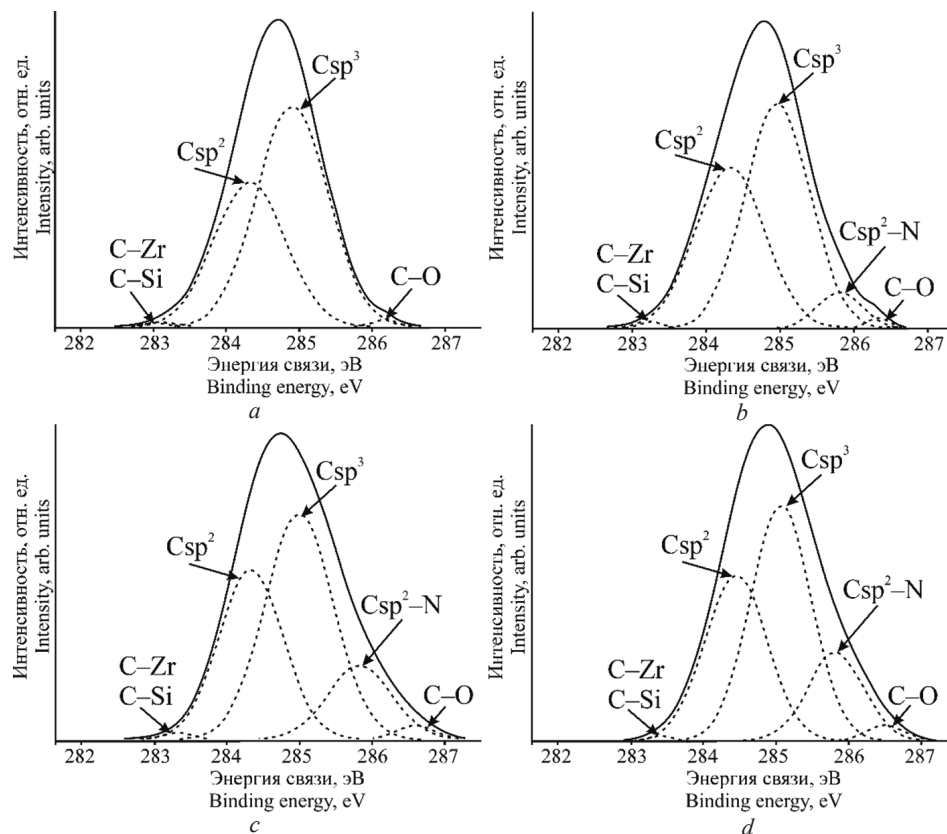 Интенсивность, отн. ед.
Intensity, arb. units
Csp³
Csp²
C–Zr
C–Si
C–O
282 283 284 285 286 287
Энергия связи, эВ
Binding energy, eV
a
Интенсивность, отн. ед.
Intensity, arb. units
Csp³
Csp²
Csp²–N
C–Zr
C–Si
C–O
282 283 284 285 286 287
Энергия связи, эВ
Binding energy, eV
b
Интенсивность, отн. ед.
Intensity, arb. units
Csp³
Csp²
Csp²–N
C–Zr
C–Si
C–O
282 283 284 285 286 287
Энергия связи, эВ
Binding energy, eV
c
Интенсивность, отн. ед.
Intensity, arb. units
Csp³
Csp²
Csp²–N
C–Zr
C–Si
C–O
282 283 284 285 286 287
Энергия связи, эВ
Binding energy, eV
d